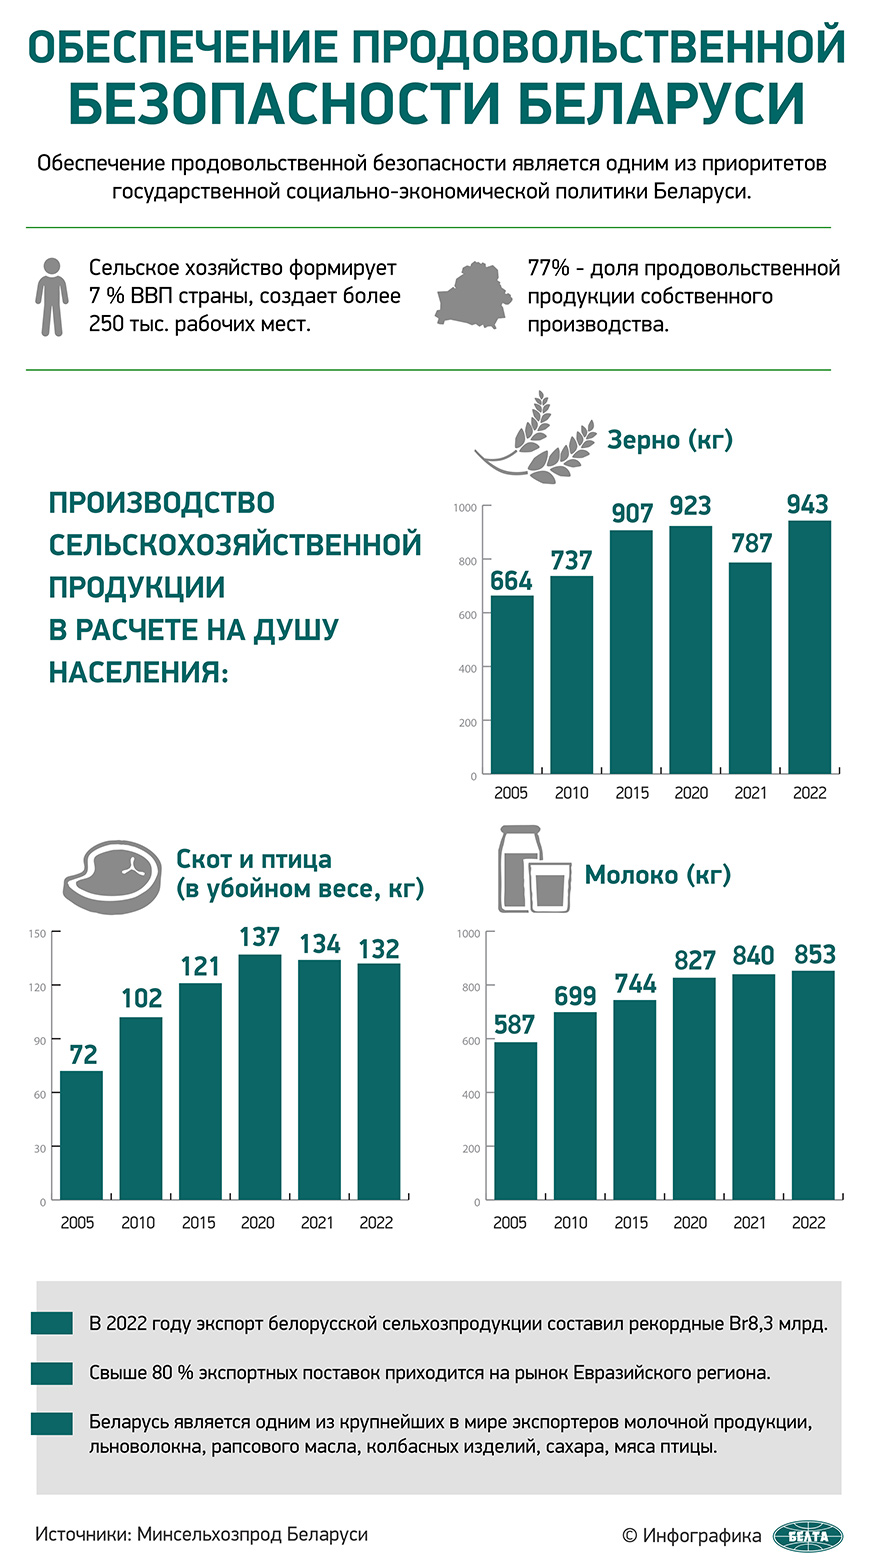 ОБЕСПЕЧЕНИЕ ПРОДОВОЛЬСТВЕННОЙ
БЕЗОПАСНОСТИ БЕЛАРУСИ
Обеспечение продовольственной безопасности является одним из приоритетов
государственной социально-экономической политики Беларуси.
Сельское хозяйство формирует
7 % ВВП страны, создает более
250 тыс. рабочих мест.
77% - доля продовольственной
продукции собственного
производства.
ПРОИЗВОДСТВО
СЕЛЬСКОХОЗЯЙСТВЕННОЙ
ПРОДУКЦИИ
В РАСЧЕТЕ НА ДУШУ
НАСЕЛЕНИЯ:
Зерно (кг)
1000
800
600
400
200
0
664
737
907
923
787
943
2005 2010 2015 2020 2021 2022
Скот и птица
(в убойном весе, кг)
150
120
90
60
30
0
72
102
121
137
134
132
2005 2010 2015 2020 2021 2022
Молоко (кг)
1000
800
600
400
200
0
587
699
744
827
840
853
2005 2010 2015 2020 2021 2022
В 2022 году экспорт белорусской сельхозпродукции составил рекордные Br8,3 млрд.
Свыше 80 % экспортных поставок приходится на рынок Евразийского региона.
Беларусь является одним из крупнейших в мире экспортеров молочной продукции,
льноволокна, рапсового масла, колбасных изделий, сахара, мяса птицы.
Источники: Минсельхозпрод Беларуси
© Инфографика БЕЛТА